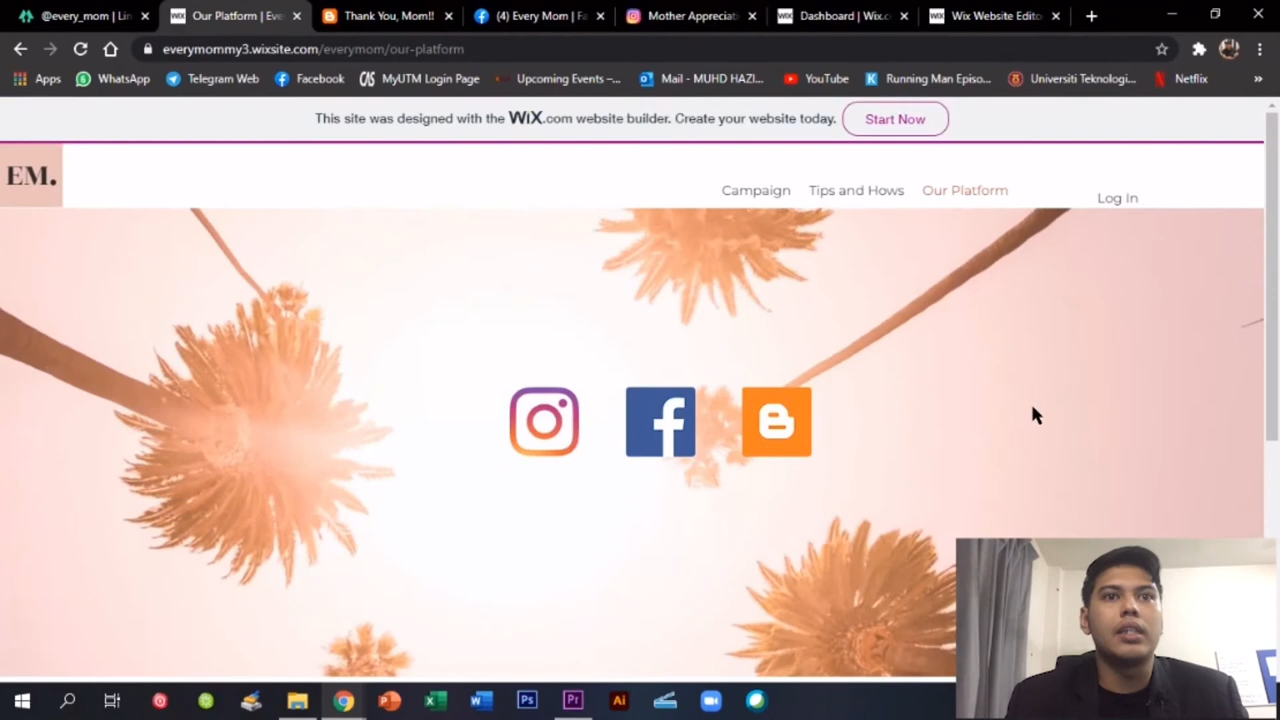 @every_mom | Lin
Our Platform | Eve
Thank You, Mom!!
(4) Every Mom | Fa
Mother Appreciat
Dashboard | Wix.c
Wix Website Edito
everymommy3.wixsite.com/everymom/our-platform
Apps
WhatsApp
Telegram Web
Facebook
MyUTM Login Page
Upcoming Events –...
Mail - MUHD HAZI...
YouTube
Running Man Episo...
Universiti Teknologi...
Netflix
»
This site was designed with the WiX.com website builder. Create your website today.
Start Now
EM.
Campaign
Tips and Hows
Our Platform
Log In